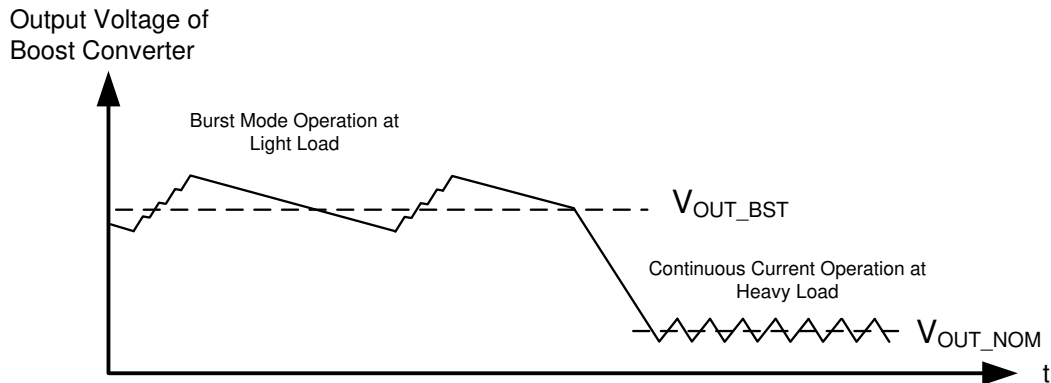 Output Voltage of
Boost Converter
Burst Mode Operation at
Light Load
VOUT_BST
Continuous Current Operation at
Heavy Load
VOUT_NOM
t